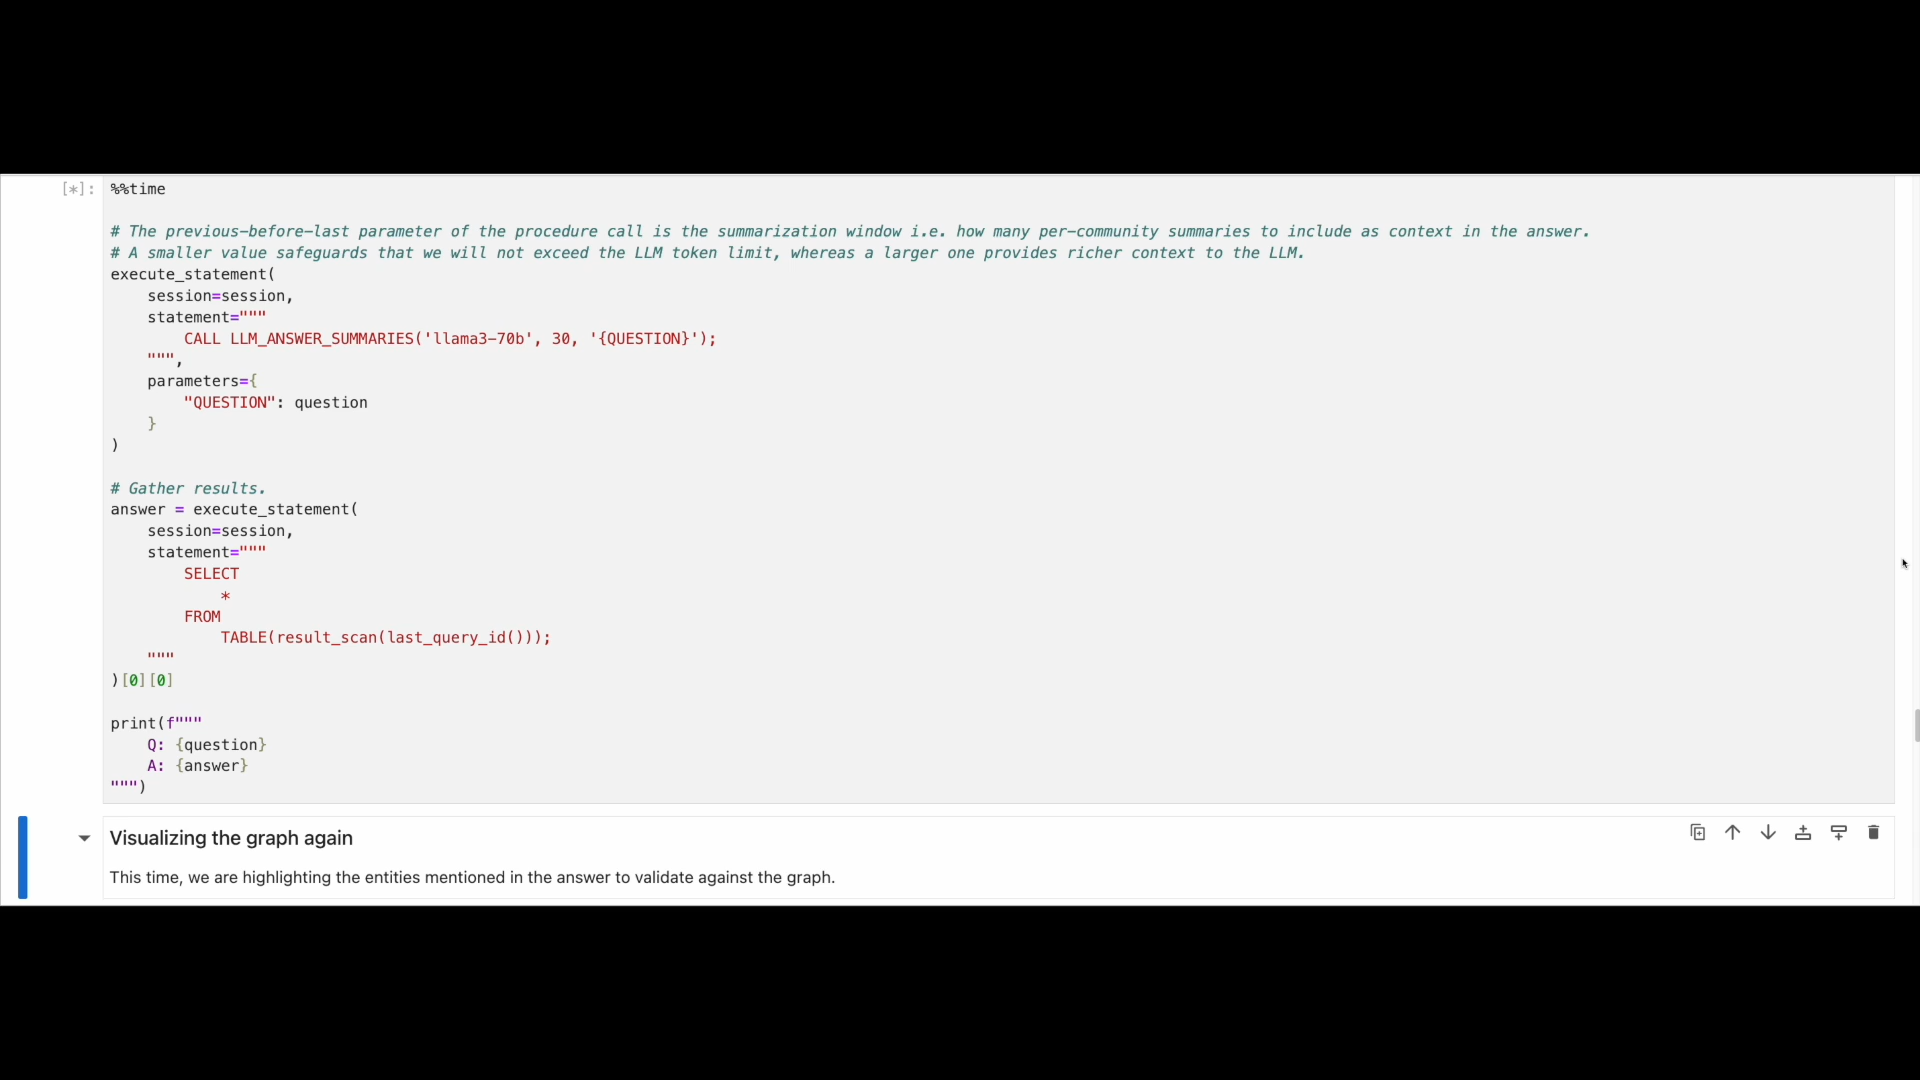 [*]: %%time
# The previous-before-last parameter of the procedure call is the summarization window i.e. how many per-community summaries to include as context in the answer.
# A smaller value safeguards that we will not exceed the LLM token limit, whereas a larger one provides richer context to the LLM.
execute_statement(
    session=session,
    statement="""
        CALL LLM_ANSWER_SUMMARIES('llama3-70b', 30, '{QUESTION}');
    """,
    parameters={
        "QUESTION": question
    }
)
# Gather results.
answer = execute_statement(
    session=session,
    statement="""
        SELECT
            *
        FROM
            TABLE(result_scan(last_query_id()));
    """
)[0][0]
print(f"""
    Q: {question}
    A: {answer}
""")
Visualizing the graph again
This time, we are highlighting the entities mentioned in the answer to validate against the graph.